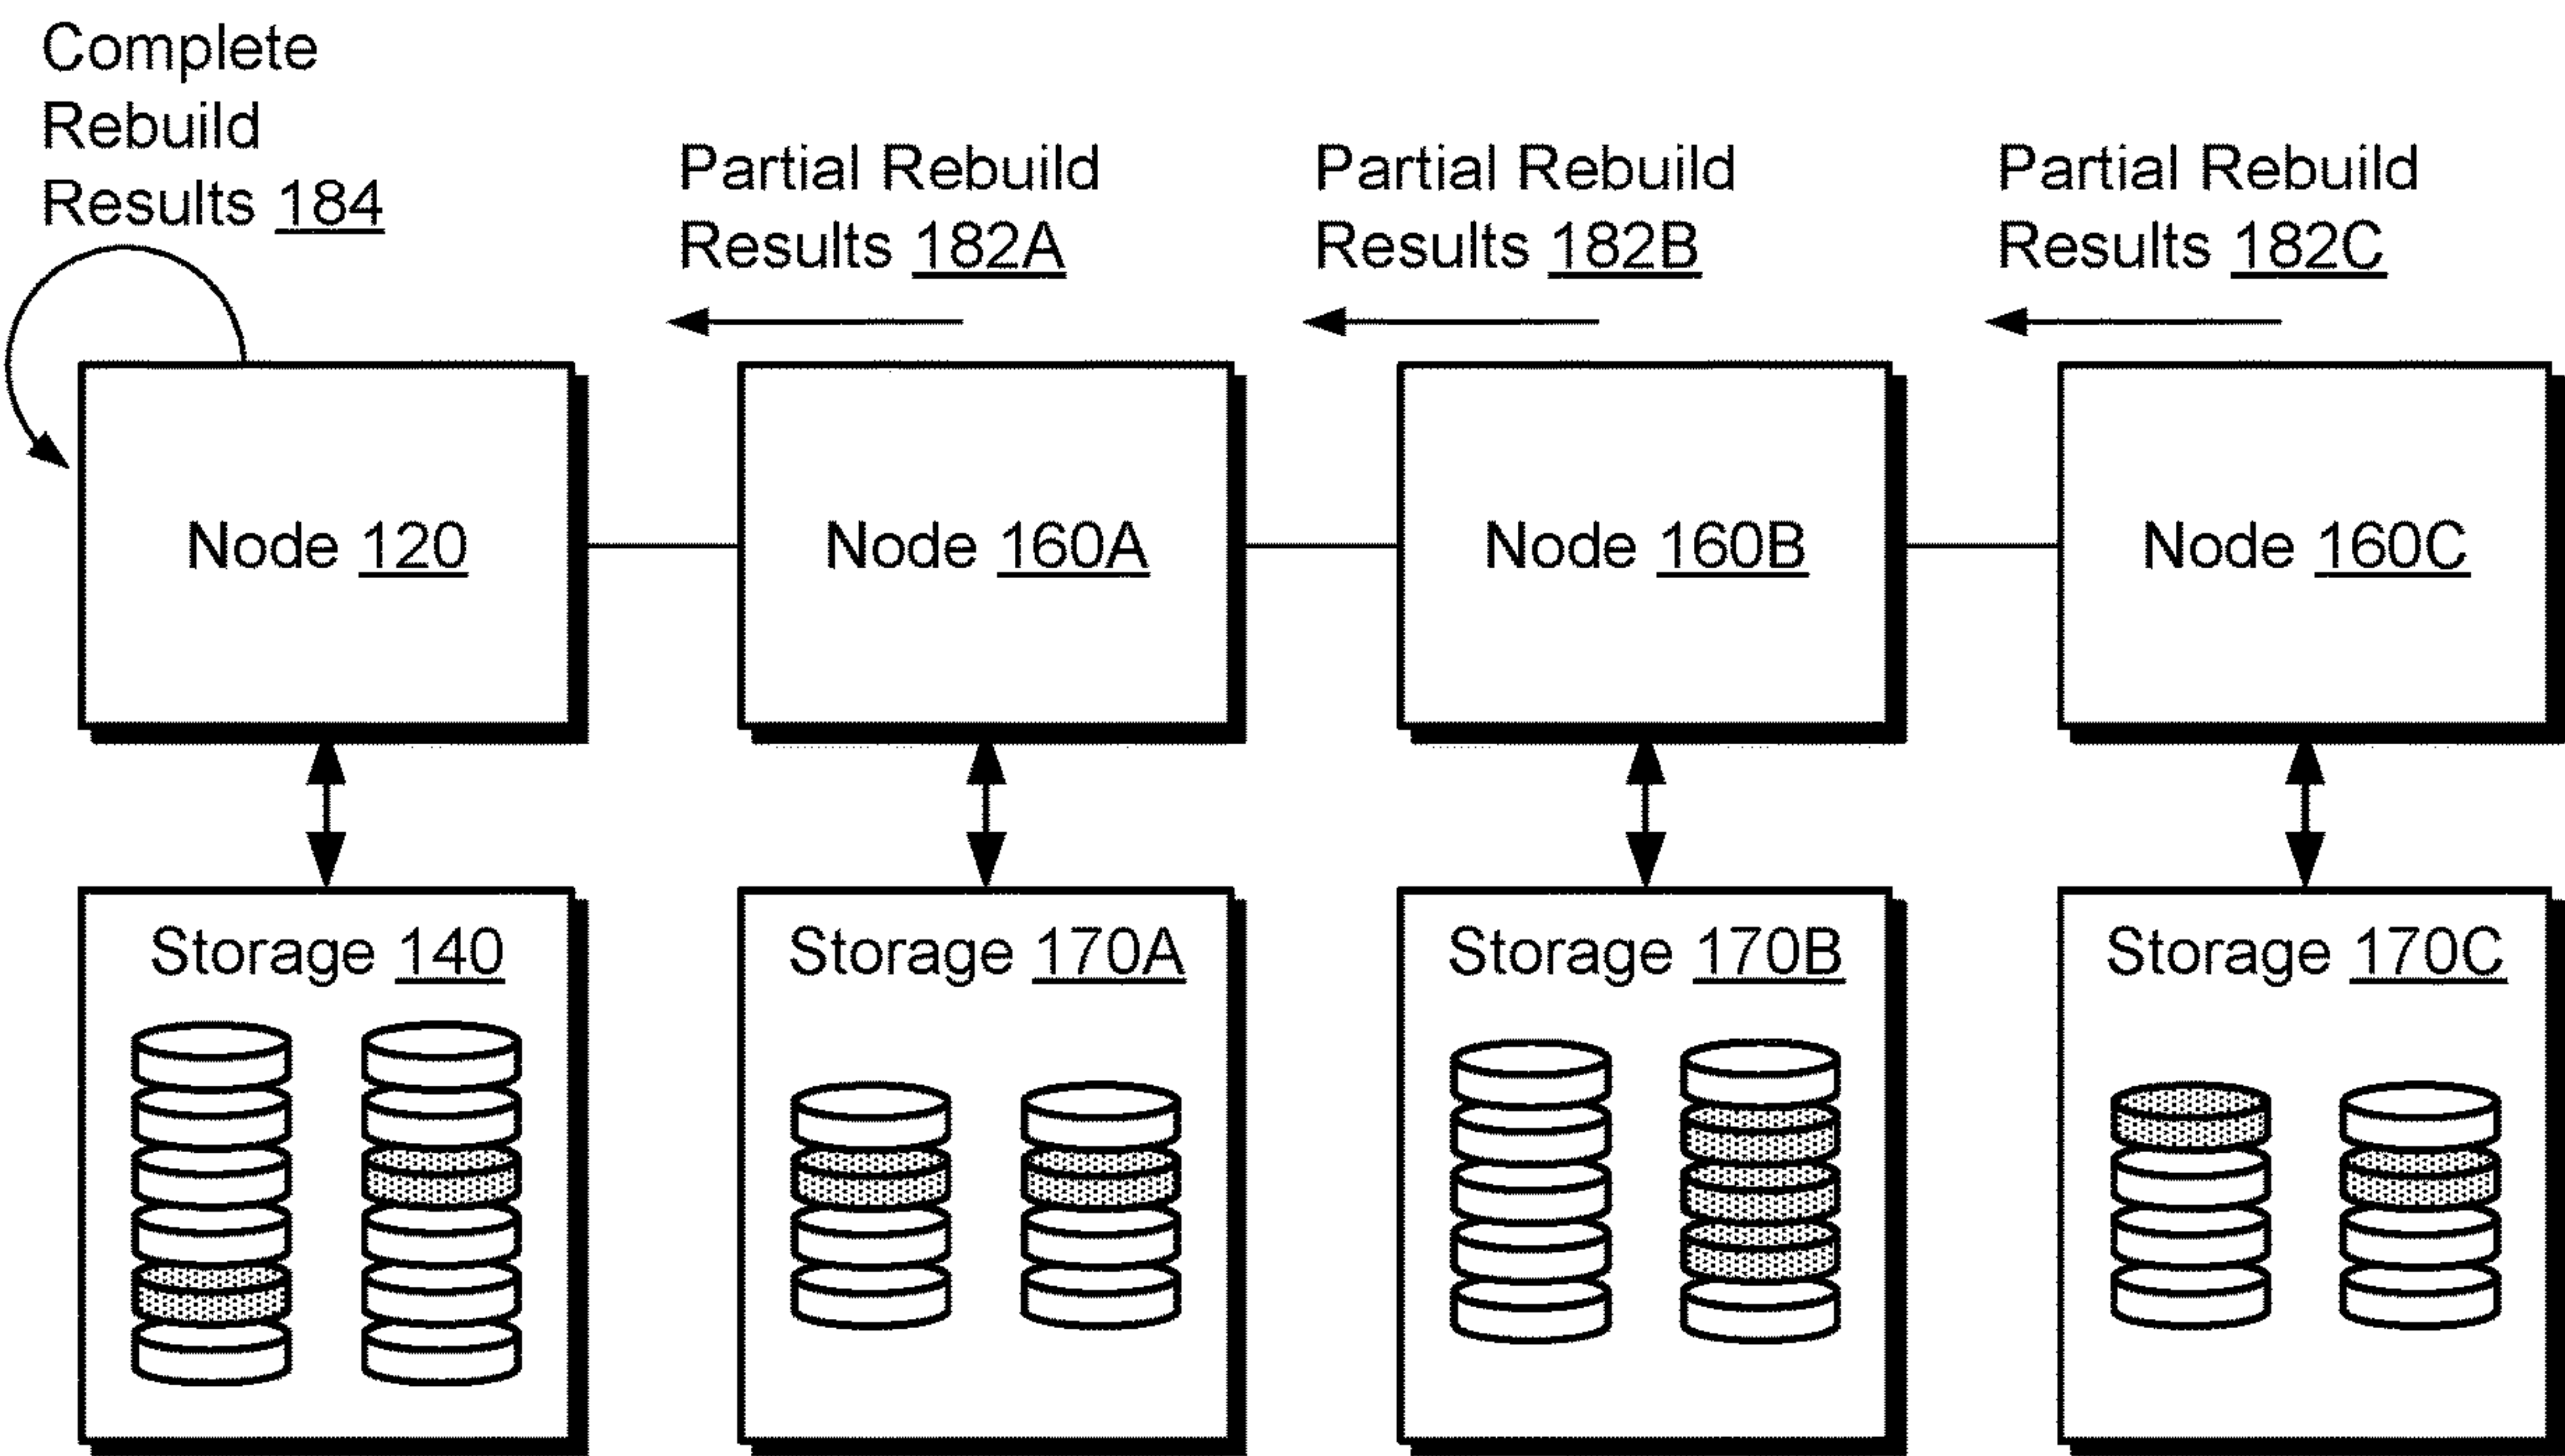 Complete
Rebuild
Results 184
Partial Rebuild
Results 182A
Partial Rebuild
Results 182B
Partial Rebuild
Results 182C
Node 120
Node 160A
Node 160B
Node 160C
Storage 140
Storage 170A
Storage 170B
Storage 170C